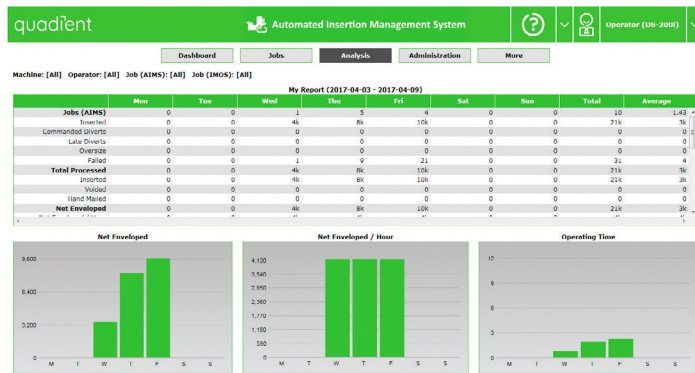 quadient Automated Insertion Management System Operator (DS-200i)
Dashboard Jobs Analysis Administration More
Machine: [All] Operator: [All] Job (AIMS): [All] Job (IMOS): [All]
My Report (2017-04-03 - 2017-04-09)
Mon Tue Wed Thu Fri Sat Sun Total Average
Jobs (AIMS) 0 0 1 5 4 0 0 10 1.43
Inserted 0 0 4k 8k 10k 0 0 21k 3k
Commanded Diverts 0 0 0 0 0 0 0 0 0
Late Diverts 0 0 0 0 0 0 0 0 0
Oversize 0 0 0 0 0 0 0 0 0
Failed 0 0 1 9 21 0 0 31 4
Total Processed 0 0 4k 8k 10k 0 0 21k 3k
Inserted 0 0 4k 8k 10k 0 0 21k 3k
Voided 0 0 0 0 0 0 0 0 0
Hand Mailed 0 0 0 0 0 0 0 0 0
Net Enveloped 0 0 4k 8k 10k 0 0 21k 3k
Net Enveloped Net Enveloped / Hour Operating Time
9,600
6,400
3,200
0
M T W T F S S
4,130
3,540
2,950
2,360
1,770
1,180
590
0
M T W T F S S
12
9
6
3
0
M T W T F S S